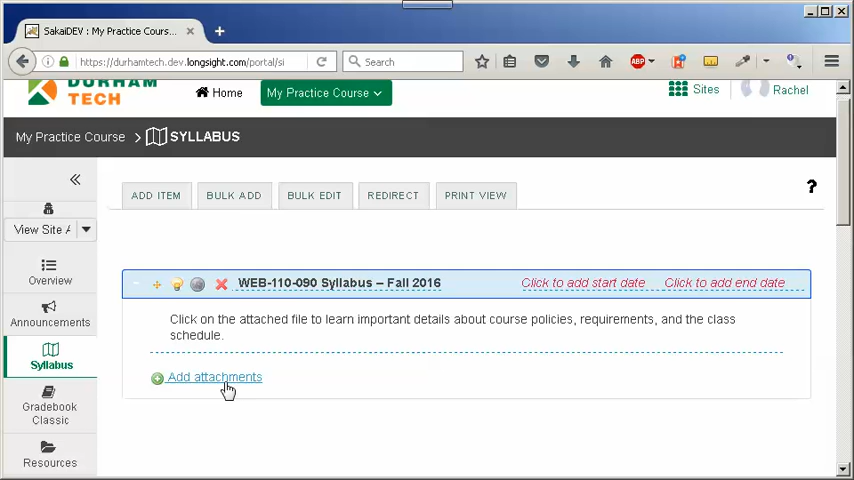 SakaiDEV : My Practice Cours...
https://durhamtech.dev.longsight.com/portal/si
Search
ABP
DURHAM
TECH
Home
My Practice Course
Sites
Rachel
My Practice Course
SYLLABUS
View Site A
ADD ITEM
BULK ADD
BULK EDIT
REDIRECT
PRINT VIEW
?
Overview
Announcements
Syllabus
Gradebook
Classic
Resources
WEB-110-090 Syllabus – Fall 2016
Click to add start date
Click to add end date
Click on the attached file to learn important details about course policies, requirements, and the class
schedule.
Add attachments